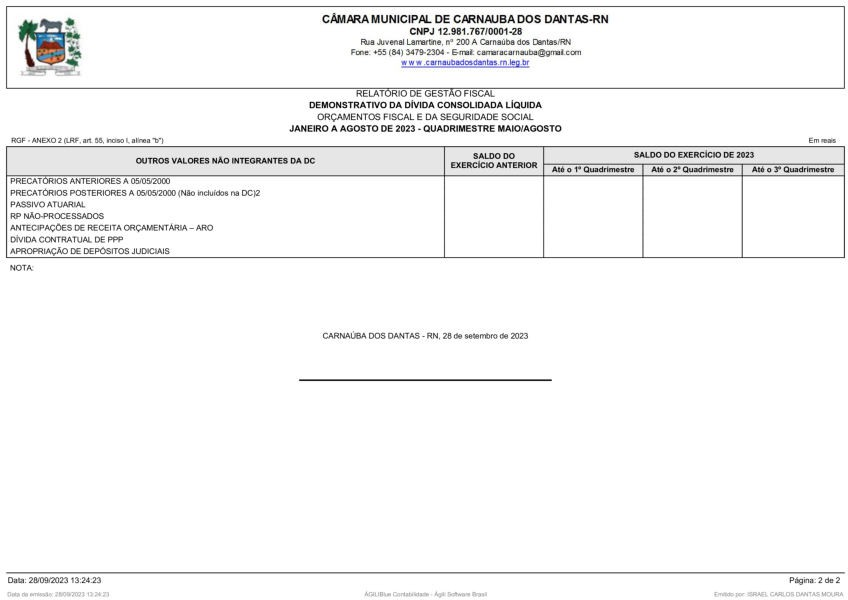 CÂMARA MUNICIPAL DE CARNAUBA DOS DANTAS-RN
CNPJ 12.981.767/0001-28
Rua Juvenal Lamartine, n° 200 A Carnaúba dos Dantas/RN
Fone: +55 (84) 3479-2304 - E-mail: camaracarnauba@gmail.com
www.carnaubadosdantas.rn.leg.br
RELATÓRIO DE GESTÃO FISCAL
DEMONSTRATIVO DA DÍVIDA CONSOLIDADA LÍQUIDA
ORÇAMENTOS FISCAL E DA SEGURIDADE SOCIAL
JANEIRO A AGOSTO DE 2023 - QUADRIMESTRE MAIO/AGOSTO
RGF - ANEXO 2 (LRF, art. 55, inciso I, alínea "b") Em reais
OUTROS VALORES NÃO INTEGRANTES DA DC
SALDO DO
EXERCÍCIO ANTERIOR
SALDO DO EXERCÍCIO DE 2023
Até o 1º Quadrimestre Até o 2º Quadrimestre Até o 3º Quadrimestre
PRECATÓRIOS ANTERIORES A 05/05/2000
PRECATÓRIOS POSTERIORES A 05/05/2000 (Não incluídos na DC)2
PASSIVO ATUARIAL
RP NÃO-PROCESSADOS
ANTECIPAÇÕES DE RECEITA ORÇAMENTÁRIA – ARO
DÍVIDA CONTRATUAL DE PPP
APROPRIAÇÃO DE DEPÓSITOS JUDICIAIS
NOTA:
CARNAÚBA DOS DANTAS - RN, 28 de setembro de 2023
Data: 28/09/2023 13:24:23 Página: 2 de 2
Data da emissão: 28/09/2023 13:24:23 ÁGILIBlue Contabilidade - Ágili Software Brasil Emitido por: ISRAEL CARLOS DANTAS MOURA